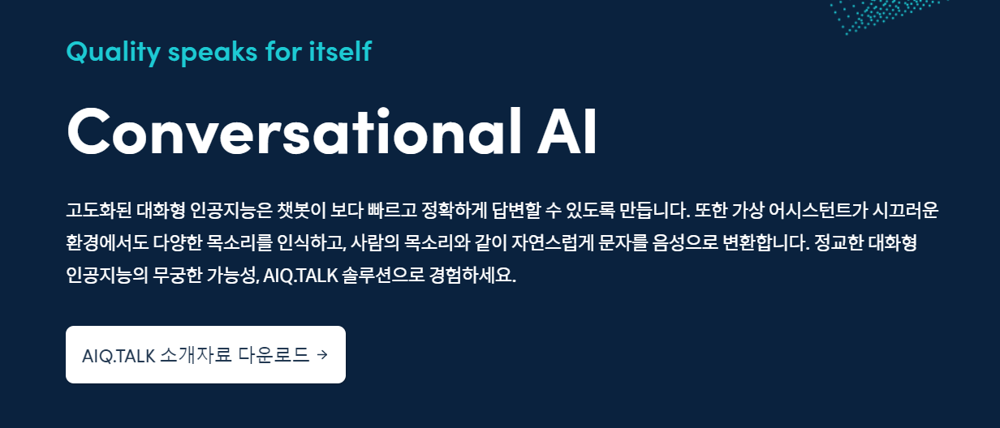 Quality speaks for itself
Conversational AI
고도화된 대화형 인공지능은 챗봇이 보다 빠르고 정확하게 답변할 수 있도록 만듭니다. 또한 가상 어시스턴트가 시끄러운
환경에서도 다양한 목소리를 인식하고, 사람의 목소리와 같이 자연스럽게 문자를 음성으로 변환합니다. 정교한 대화형
인공지능의 무궁한 가능성, AIQ.TALK 솔루션으로 경험하세요.
AIQ.TALK 소개자료 다운로드 →